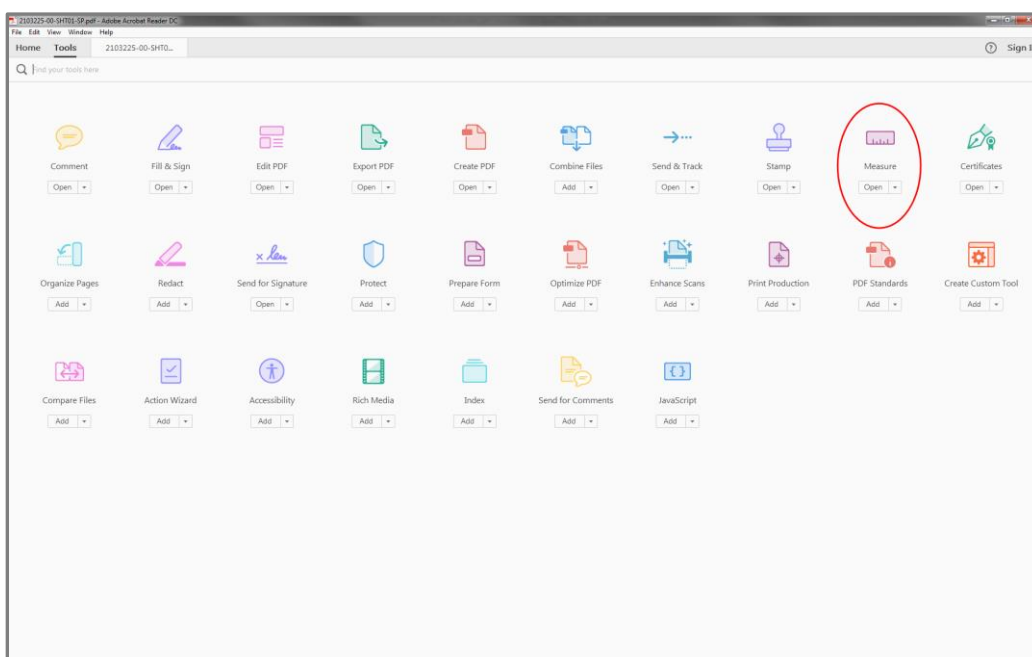 2103225-00-SHT01-SP.pdf - Adobe Acrobat Reader DC
File Edit View Window Help
Home Tools 2103225-00-SHT0... Sign I
Find your tools here
Comment Fill & Sign Edit PDF Export PDF Create PDF Combine Files Send & Track Stamp Measure Certificates
Open Open Open Open Open Add Open Open Open Open
Organize Pages Redact Send for Signature Protect Prepare Form Optimize PDF Enhance Scans Print Production PDF Standards Create Custom Tool
Add Add Open Add Add Add Add Add Add Add
Compare Files Action Wizard Accessibility Rich Media Index Send for Comments JavaScript
Add Add Add Add Add Add Add